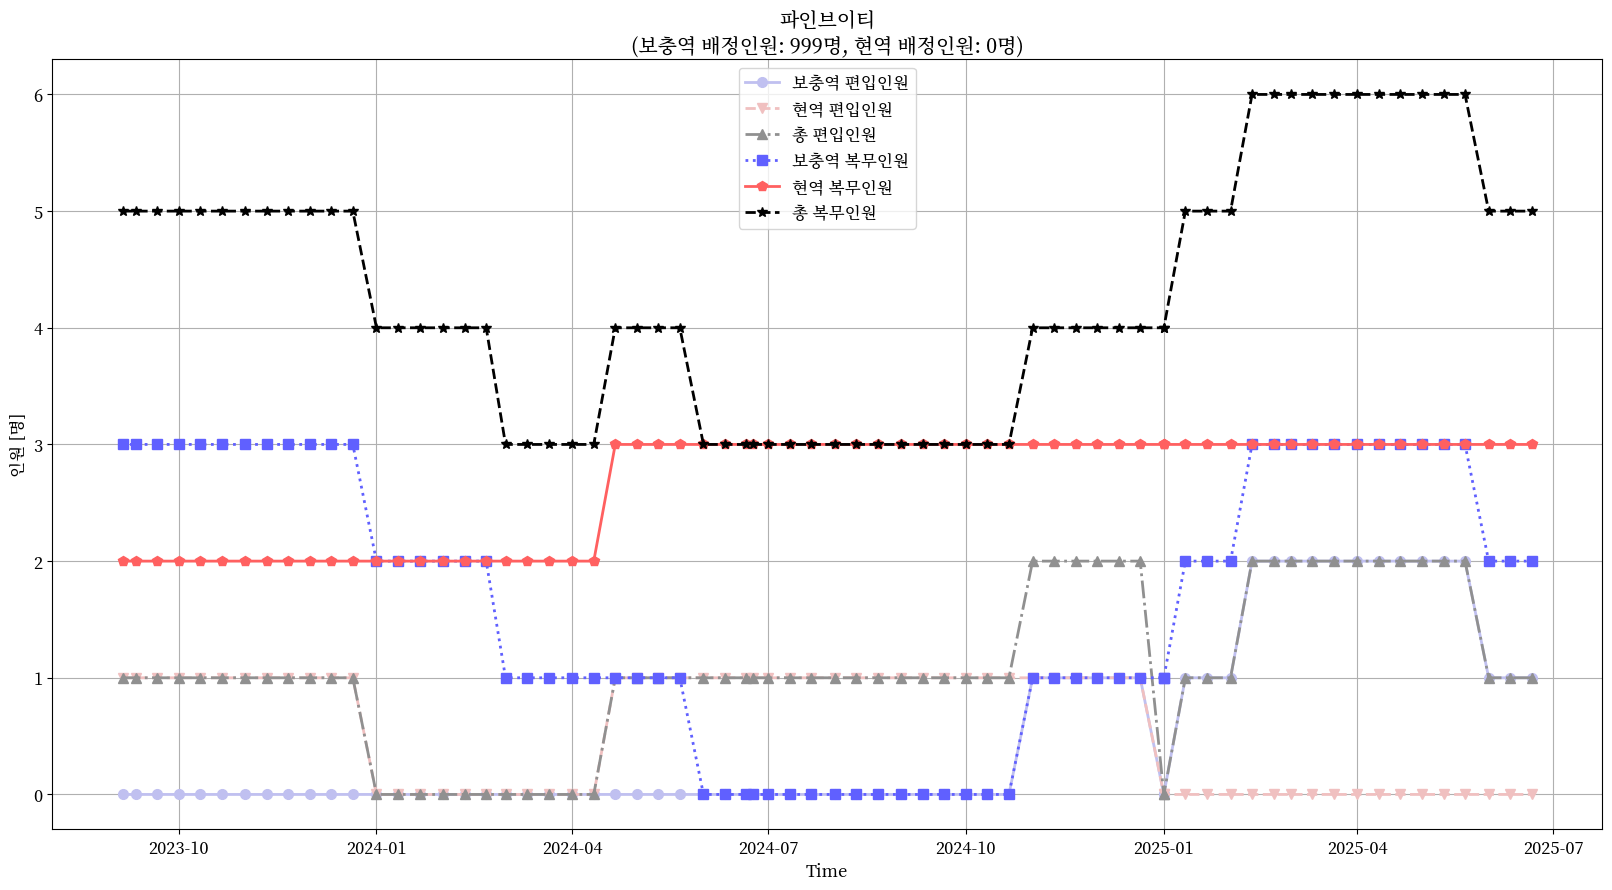 파인브이티
(보충역 배정인원: 999명, 현역 배정인원: 0명)
보충역 편입인원
현역 편입인원
총 편입인원
보충역 복무인원
현역 복무인원
총 복무인원
인원 [명]
6
5
4
3
2
1
0
2023-10 2024-01 2024-04 2024-07 2024-10 2025-01 2025-04 2025-07
Time